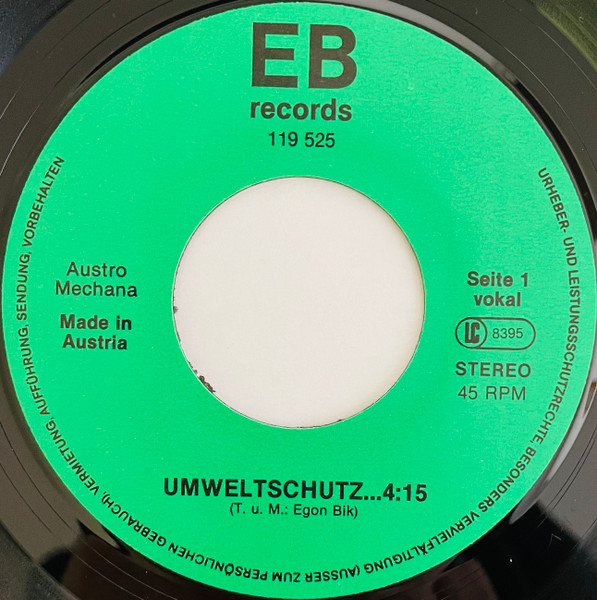 EB
records
119 525
Austro
Mechana
Made in
Austria
Seite 1
vokal
LC 8395
STEREO
45 RPM
UMWELTSCHUTZ...4:15
(T. u. M.: Egon Bik)
URHEBER- UND LEISTUNGSSCHUTZRECHTE, BESONDERS VERVIELFÄLTIGUNG (AUSSER ZUM PERSÖNLICHEN GEBRAUCH), VERMIETUNG, AUFFÜHRUNG, SENDUNG, VORBEHALTEN